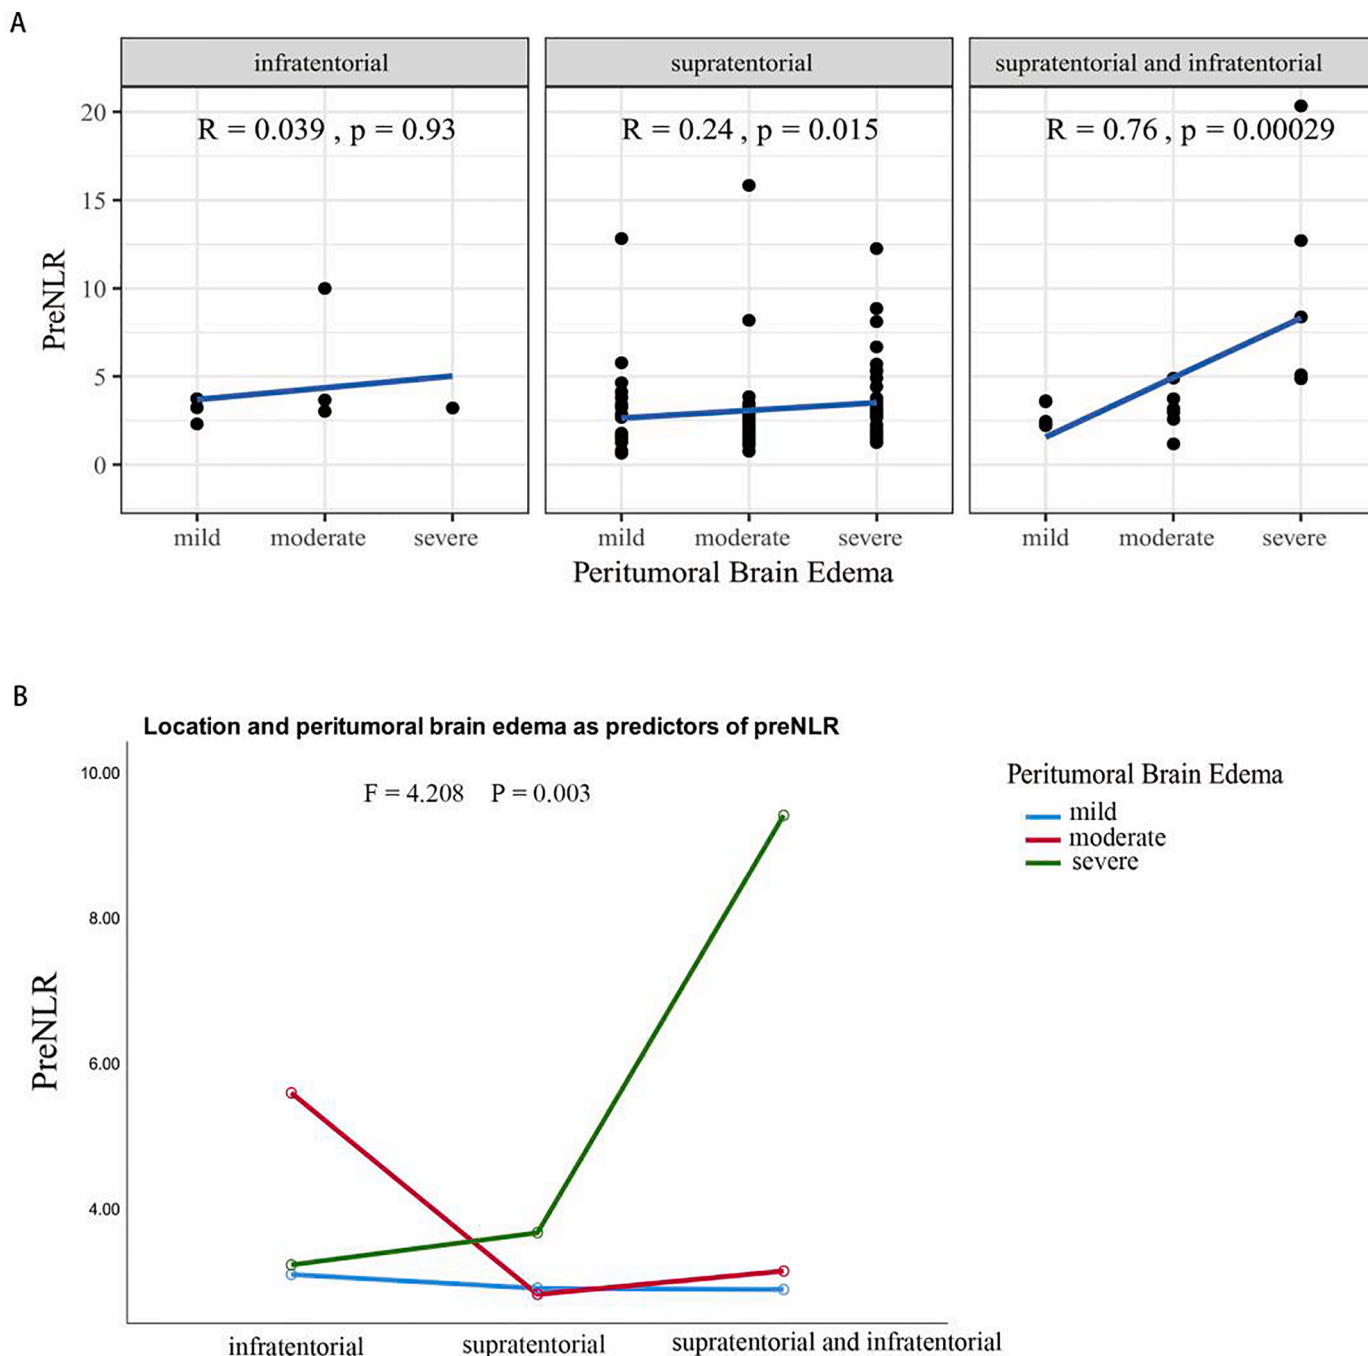 A
infratentorial
supratentorial
supratentorial and infratentorial
R = 0.039 , p = 0.93
R = 0.24 , p = 0.015
R = 0.76 , p = 0.00029
20
15
10
5
0
PreNLR
mild moderate severe
mild moderate severe
mild moderate severe
Peritumoral Brain Edema
B
Location and peritumoral brain edema as predictors of preNLR
F = 4.208 P = 0.003
10.00
8.00
6.00
4.00
PreNLR
infratentorial
supratentorial
supratentorial and infratentorial
Peritumoral Brain Edema
mild
moderate
severe